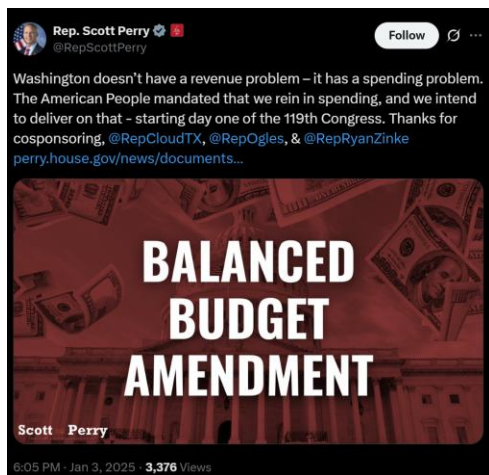 Rep. Scott Perry
@RepScottPerry
Follow
Washington doesn’t have a revenue problem – it has a spending problem.
The American People mandated that we rein in spending, and we intend
to deliver on that - starting day one of the 119th Congress. Thanks for
cosponsoring, @RepCloudTX, @RepOgles, & @RepRyanZinke
perry.house.gov/news/documents...
BALANCED
BUDGET
AMENDMENT
Scott Perry
6:05 PM · Jan 3, 2025 · 3,376 Views